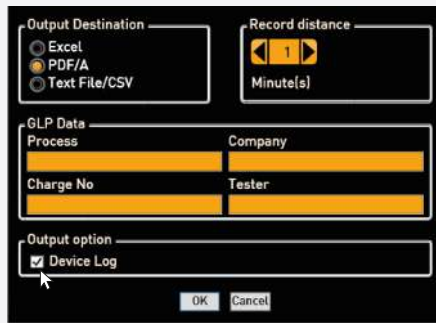 Output Destination
Excel
PDF/A
Text File/CSV
Record distance
1
Minute(s)
GLP Data
Process
Company
Charge No
Tester
Output option
Device Log
OK
Cancel